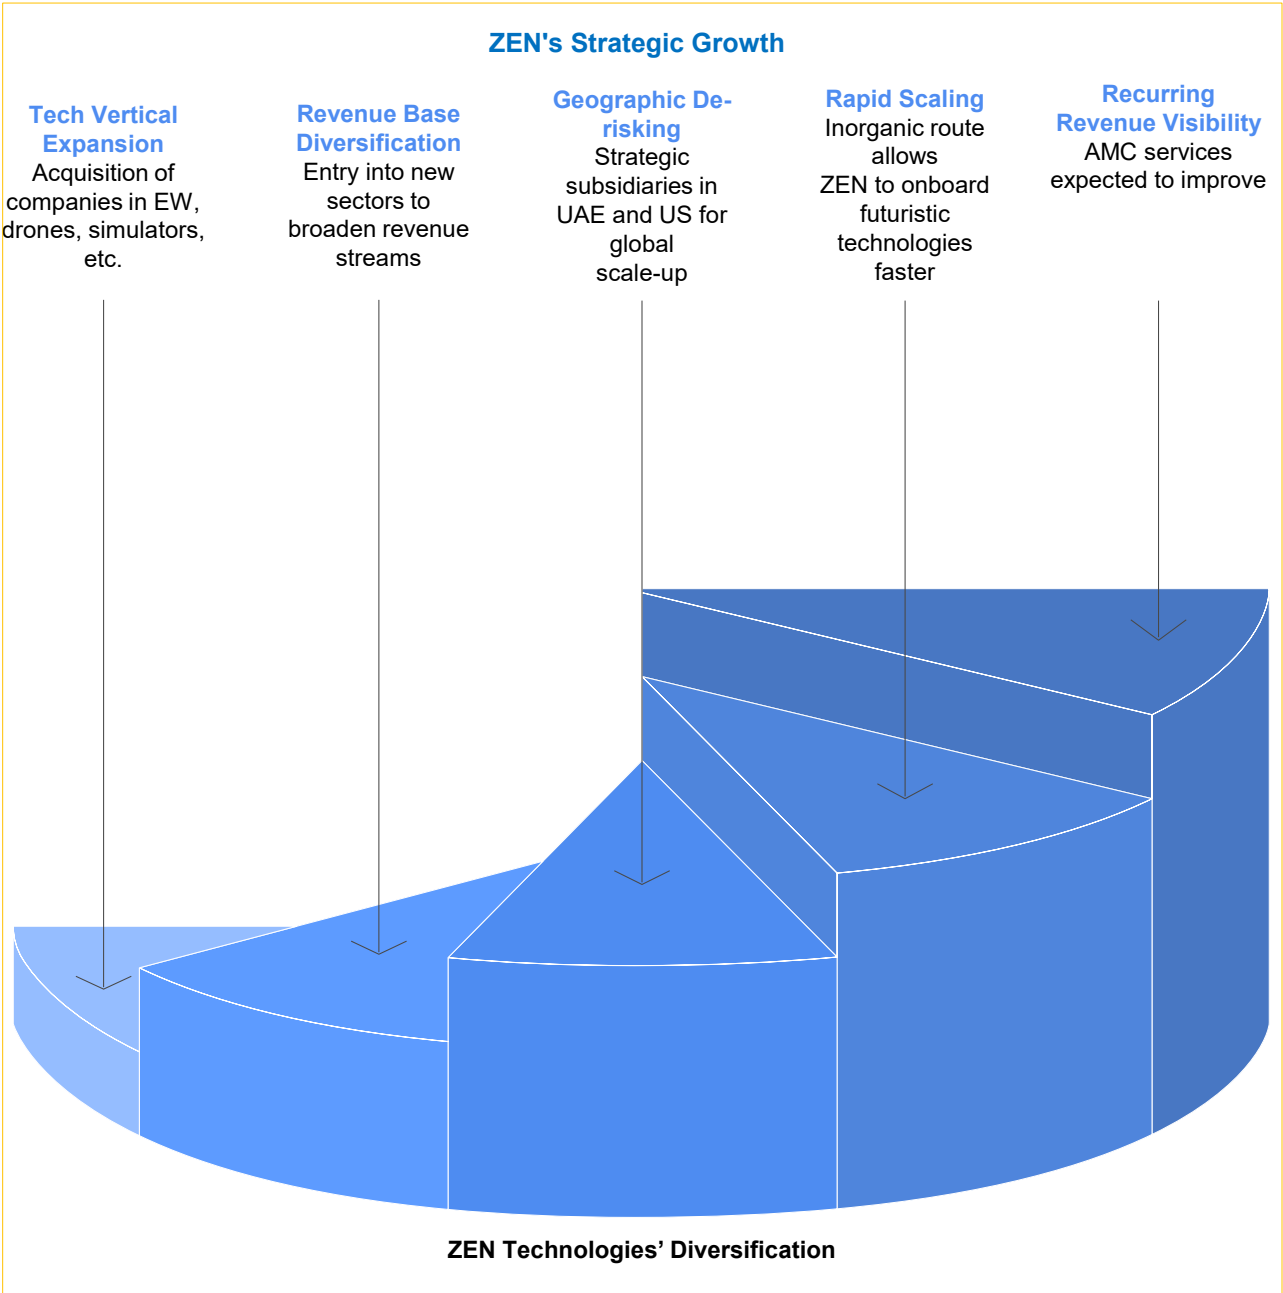 ZEN's Strategic Growth
Tech Vertical
Expansion
Acquisition of
companies in EW,
drones, simulators,
etc.
Revenue Base
Diversification
Entry into new
sectors to
broaden revenue
streams
Geographic De-
risking
Strategic
subsidiaries in
UAE and US for
global
scale-up
Rapid Scaling
Inorganic route
allows
ZEN to onboard
futuristic
technologies
faster
Recurring
Revenue Visibility
AMC services
expected to improve
ZEN Technologies’ Diversification